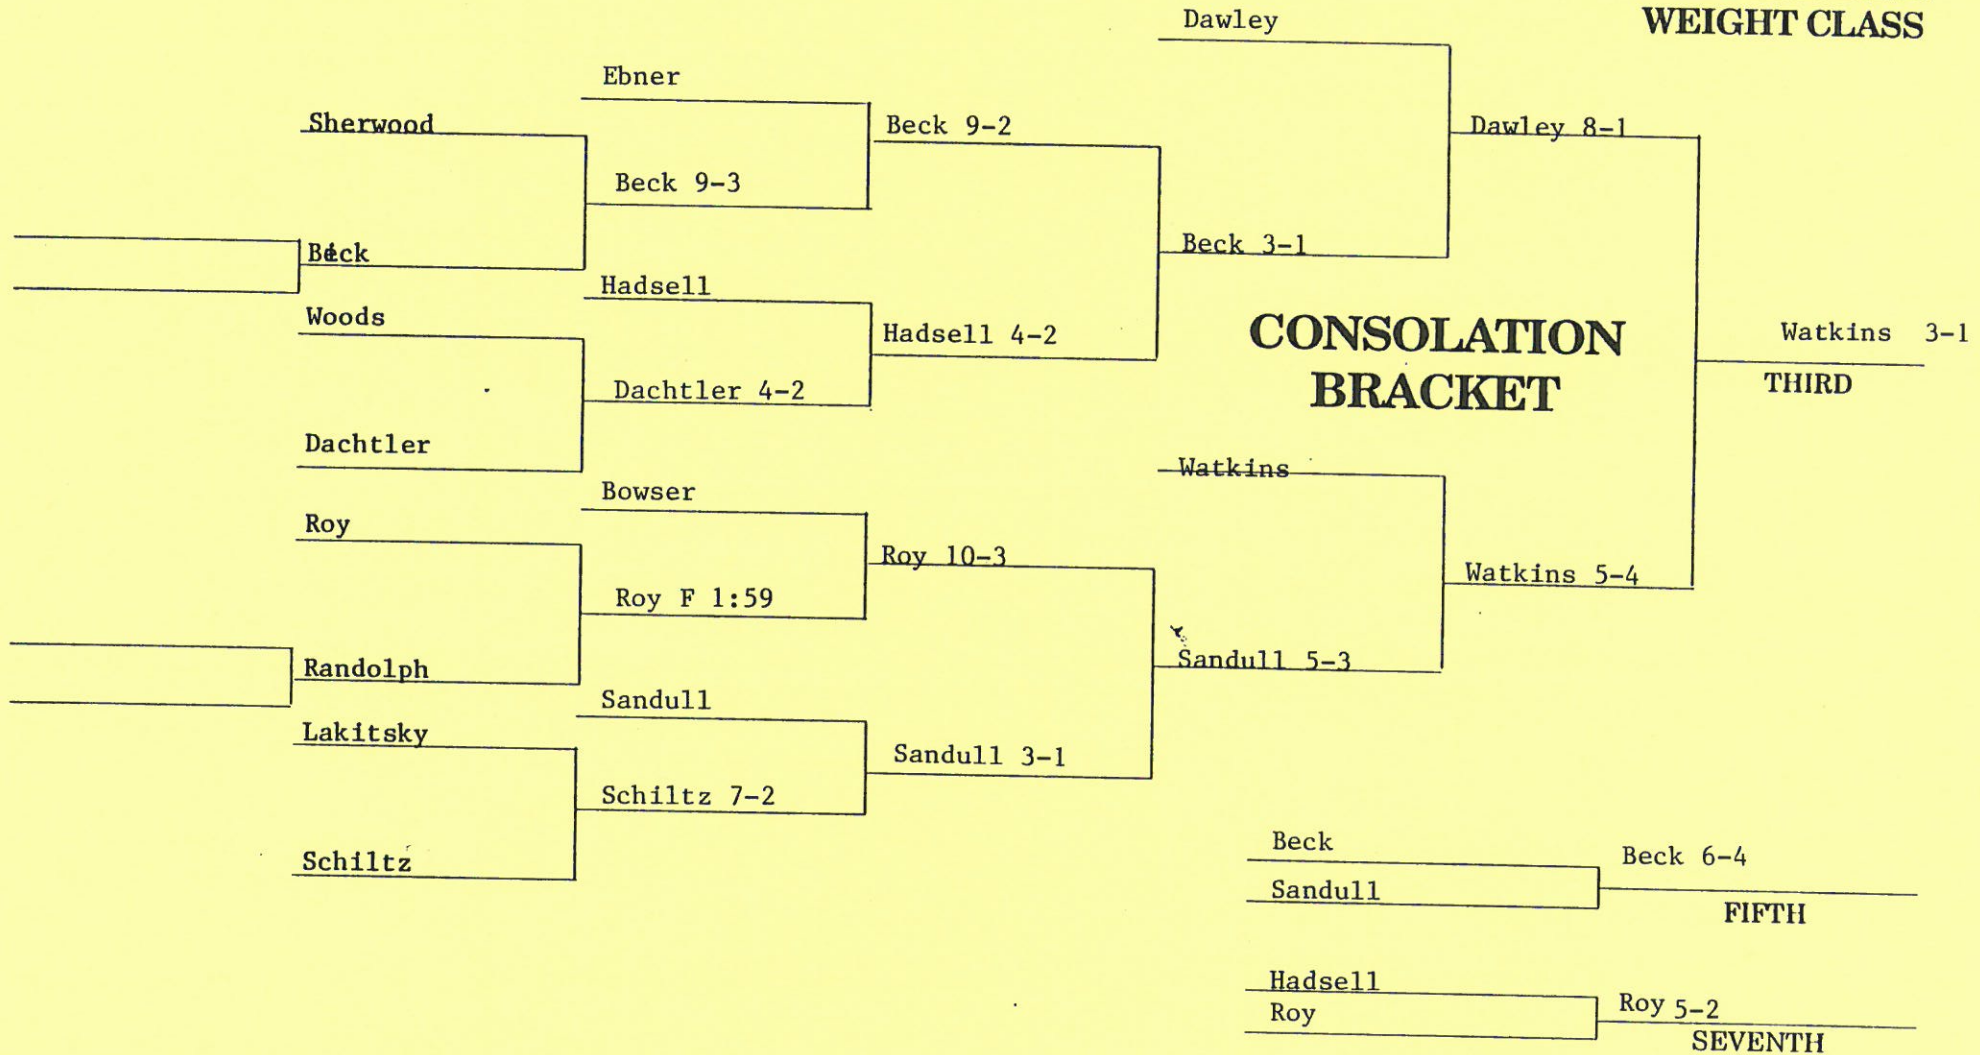 WEIGHT CLASS
Dawley
Ebner
Sherwood
Beck 9-2
Dawley 8-1
Beck 9-3
Beck
Beck 3-1
Hadsell
Woods
Hadsell 4-2
CONSOLATION
BRACKET
Watkins 3-1
THIRD
Dachtler 4-2
Dachtler
Watkins
Bowser
Roy
Roy 10-3
Watkins 5-4
Roy F 1:59
Randolph
Sandull 5-3
Sandull
Lakitsky
Sandull 3-1
Schiltz 7-2
Schiltz
Beck
Beck 6-4
Sandull
FIFTH
Hadsell
Roy
Roy 5-2
SEVENTH